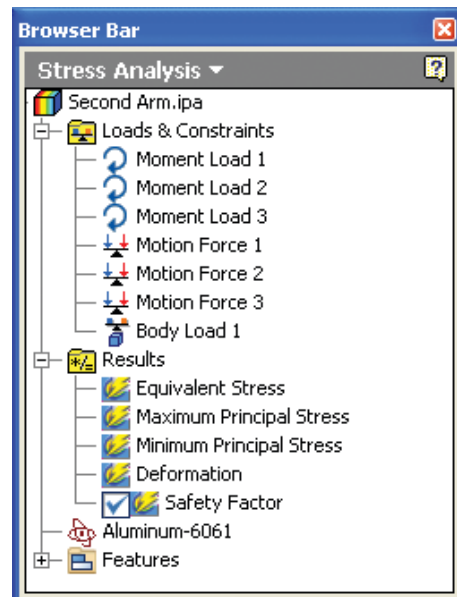 Browser Bar
Stress Analysis
Second Arm.ipa
Loads & Constraints
Moment Load 1
Moment Load 2
Moment Load 3
Motion Force 1
Motion Force 2
Motion Force 3
Body Load 1
Results
Equivalent Stress
Maximum Principal Stress
Minimum Principal Stress
Deformation
Safety Factor
Aluminum-6061
Features